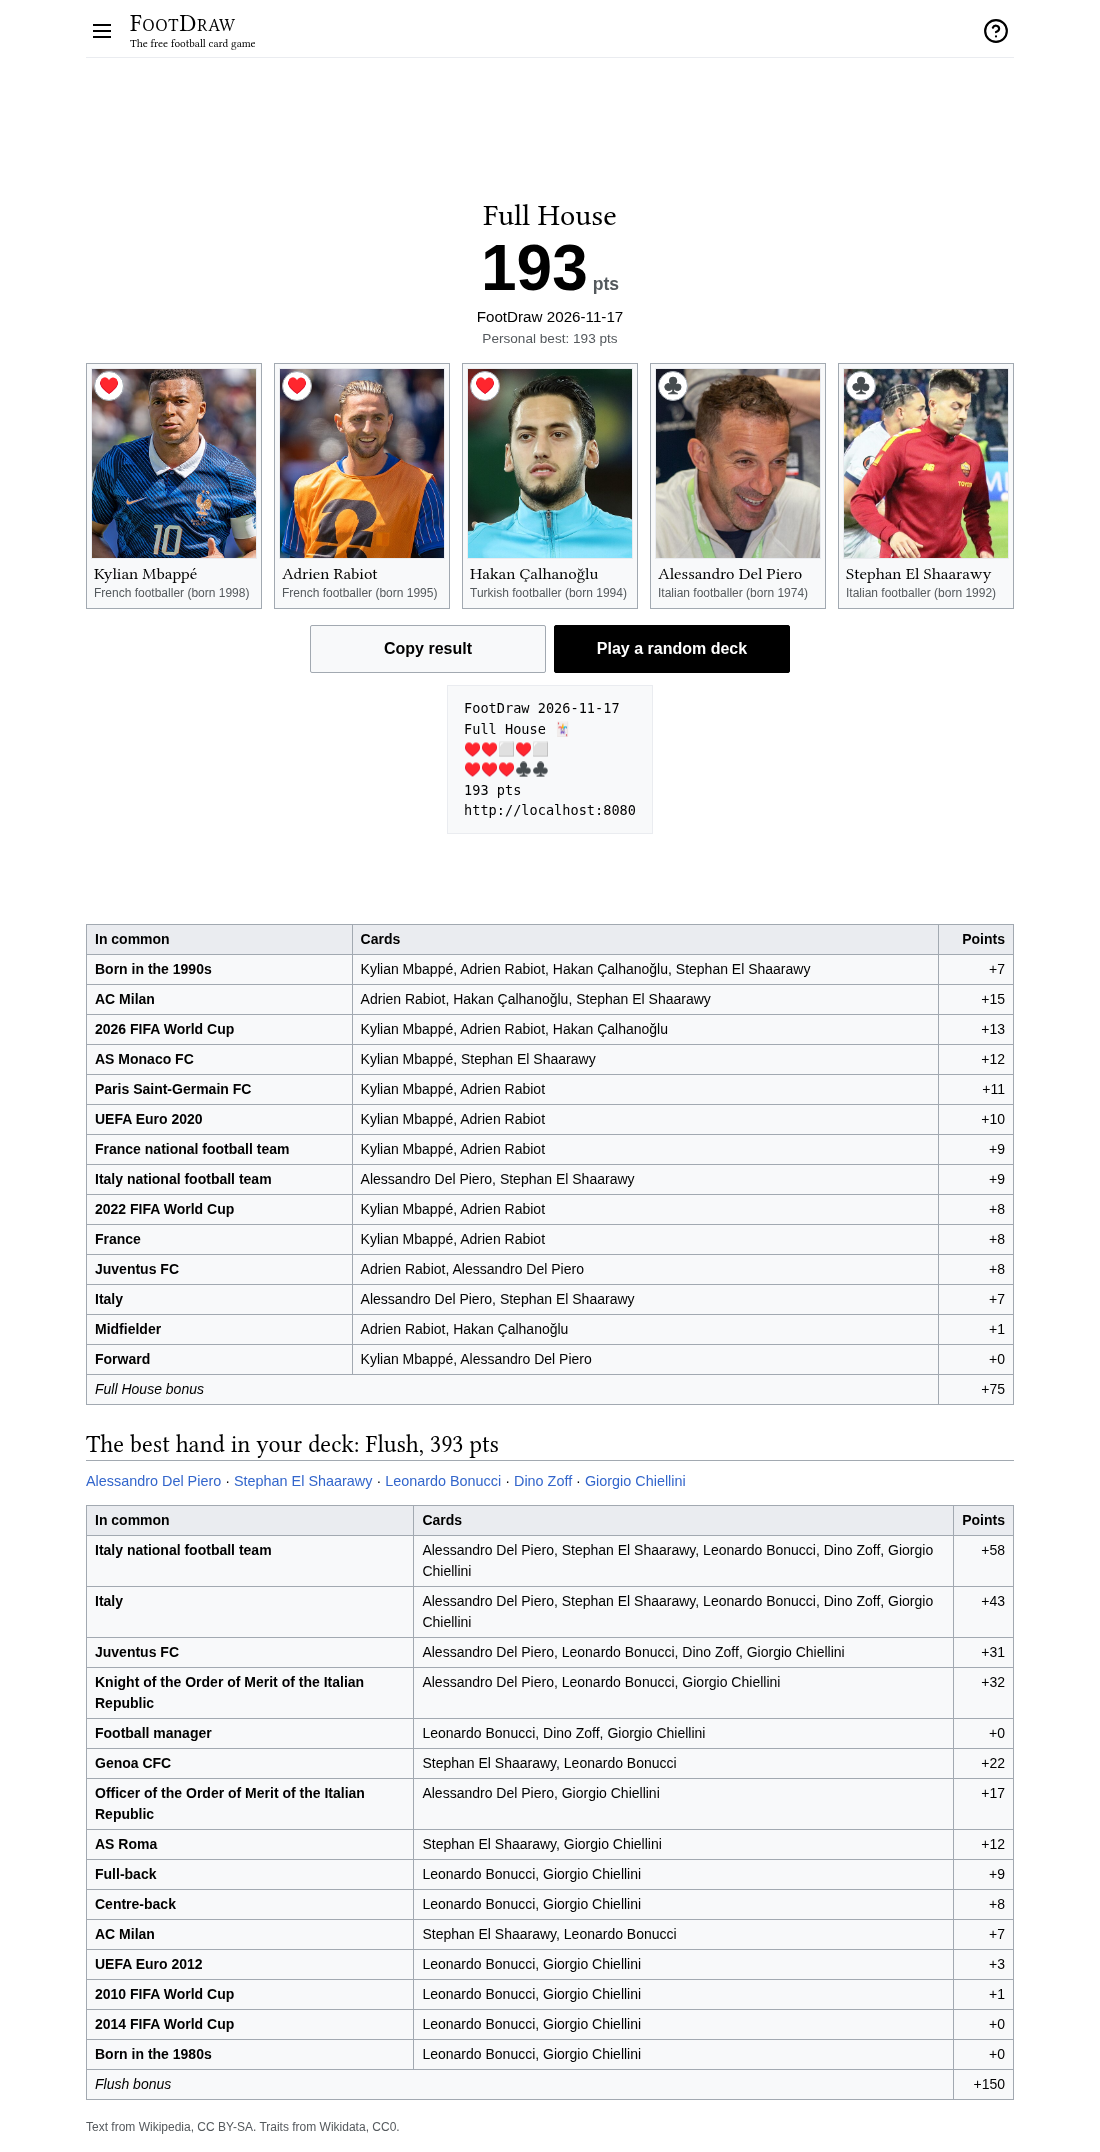 FootDraw
The free football card game
Full House
193 pts
FootDraw 2026-11-17
Personal best: 193 pts
10
TOYOTA
Kylian Mbappé
French footballer (born 1998)
Adrien Rabiot
French footballer (born 1995)
Hakan Çalhanoğlu
Turkish footballer (born 1994)
Alessandro Del Piero
Italian footballer (born 1974)
Stephan El Shaarawy
Italian footballer (born 1992)
Copy result
Play a random deck
FootDraw 2026-11-17
Full House 🃏
❤️❤️⬜❤️⬜
❤️❤️❤️♣️♣️
193 pts
http://localhost:8080
In common Cards Points
Born in the 1990s Kylian Mbappé, Adrien Rabiot, Hakan Çalhanoğlu, Stephan El Shaarawy +7
AC Milan Adrien Rabiot, Hakan Çalhanoğlu, Stephan El Shaarawy +15
2026 FIFA World Cup Kylian Mbappé, Adrien Rabiot, Hakan Çalhanoğlu +13
AS Monaco FC Kylian Mbappé, Stephan El Shaarawy +12
Paris Saint-Germain FC Kylian Mbappé, Adrien Rabiot +11
UEFA Euro 2020 Kylian Mbappé, Adrien Rabiot +10
France national football team Kylian Mbappé, Adrien Rabiot +9
Italy national football team Alessandro Del Piero, Stephan El Shaarawy +9
2022 FIFA World Cup Kylian Mbappé, Adrien Rabiot +8
France Kylian Mbappé, Adrien Rabiot +8
Juventus FC Adrien Rabiot, Alessandro Del Piero +8
Italy Alessandro Del Piero, Stephan El Shaarawy +7
Midfielder Adrien Rabiot, Hakan Çalhanoğlu +1
Forward Kylian Mbappé, Alessandro Del Piero +0
Full House bonus +75
The best hand in your deck: Flush, 393 pts
Alessandro Del Piero · Stephan El Shaarawy · Leonardo Bonucci · Dino Zoff · Giorgio Chiellini
In common Cards Points
Italy national football team Alessandro Del Piero, Stephan El Shaarawy, Leonardo Bonucci, Dino Zoff, Giorgio +58
Chiellini
Italy Alessandro Del Piero, Stephan El Shaarawy, Leonardo Bonucci, Dino Zoff, Giorgio +43
Chiellini
Juventus FC Alessandro Del Piero, Leonardo Bonucci, Dino Zoff, Giorgio Chiellini +31
Knight of the Order of Merit of the Italian Alessandro Del Piero, Leonardo Bonucci, Giorgio Chiellini +32
Republic
Football manager Leonardo Bonucci, Dino Zoff, Giorgio Chiellini +0
Genoa CFC Stephan El Shaarawy, Leonardo Bonucci +22
Officer of the Order of Merit of the Italian Alessandro Del Piero, Giorgio Chiellini +17
Republic
AS Roma Stephan El Shaarawy, Giorgio Chiellini +12
Full-back Leonardo Bonucci, Giorgio Chiellini +9
Centre-back Leonardo Bonucci, Giorgio Chiellini +8
AC Milan Stephan El Shaarawy, Leonardo Bonucci +7
UEFA Euro 2012 Leonardo Bonucci, Giorgio Chiellini +3
2010 FIFA World Cup Leonardo Bonucci, Giorgio Chiellini +1
2014 FIFA World Cup Leonardo Bonucci, Giorgio Chiellini +0
Born in the 1980s Leonardo Bonucci, Giorgio Chiellini +0
Flush bonus +150
Text from Wikipedia, CC BY-SA. Traits from Wikidata, CC0.